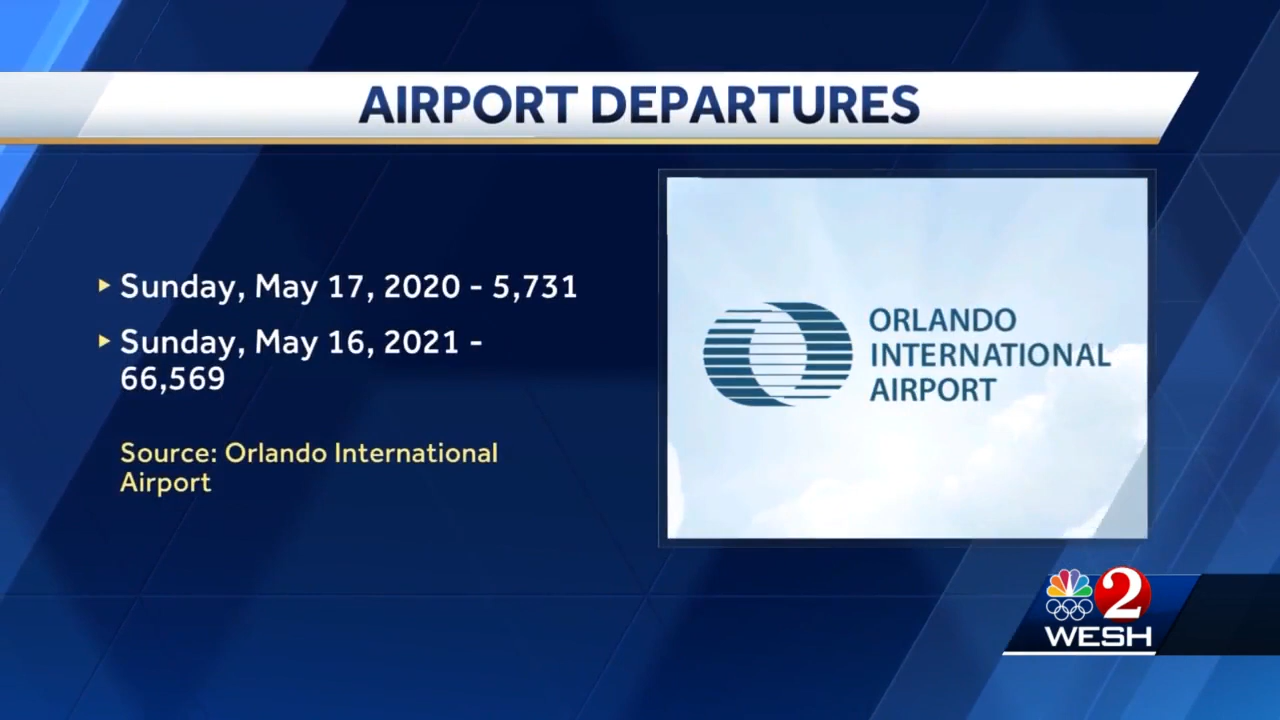 AIRPORT DEPARTURES
Sunday, May 17, 2020 - 5,731
Sunday, May 16, 2021 -
66,569
Source: Orlando International
Airport
ORLANDO
INTERNATIONAL
AIRPORT
2
WESH